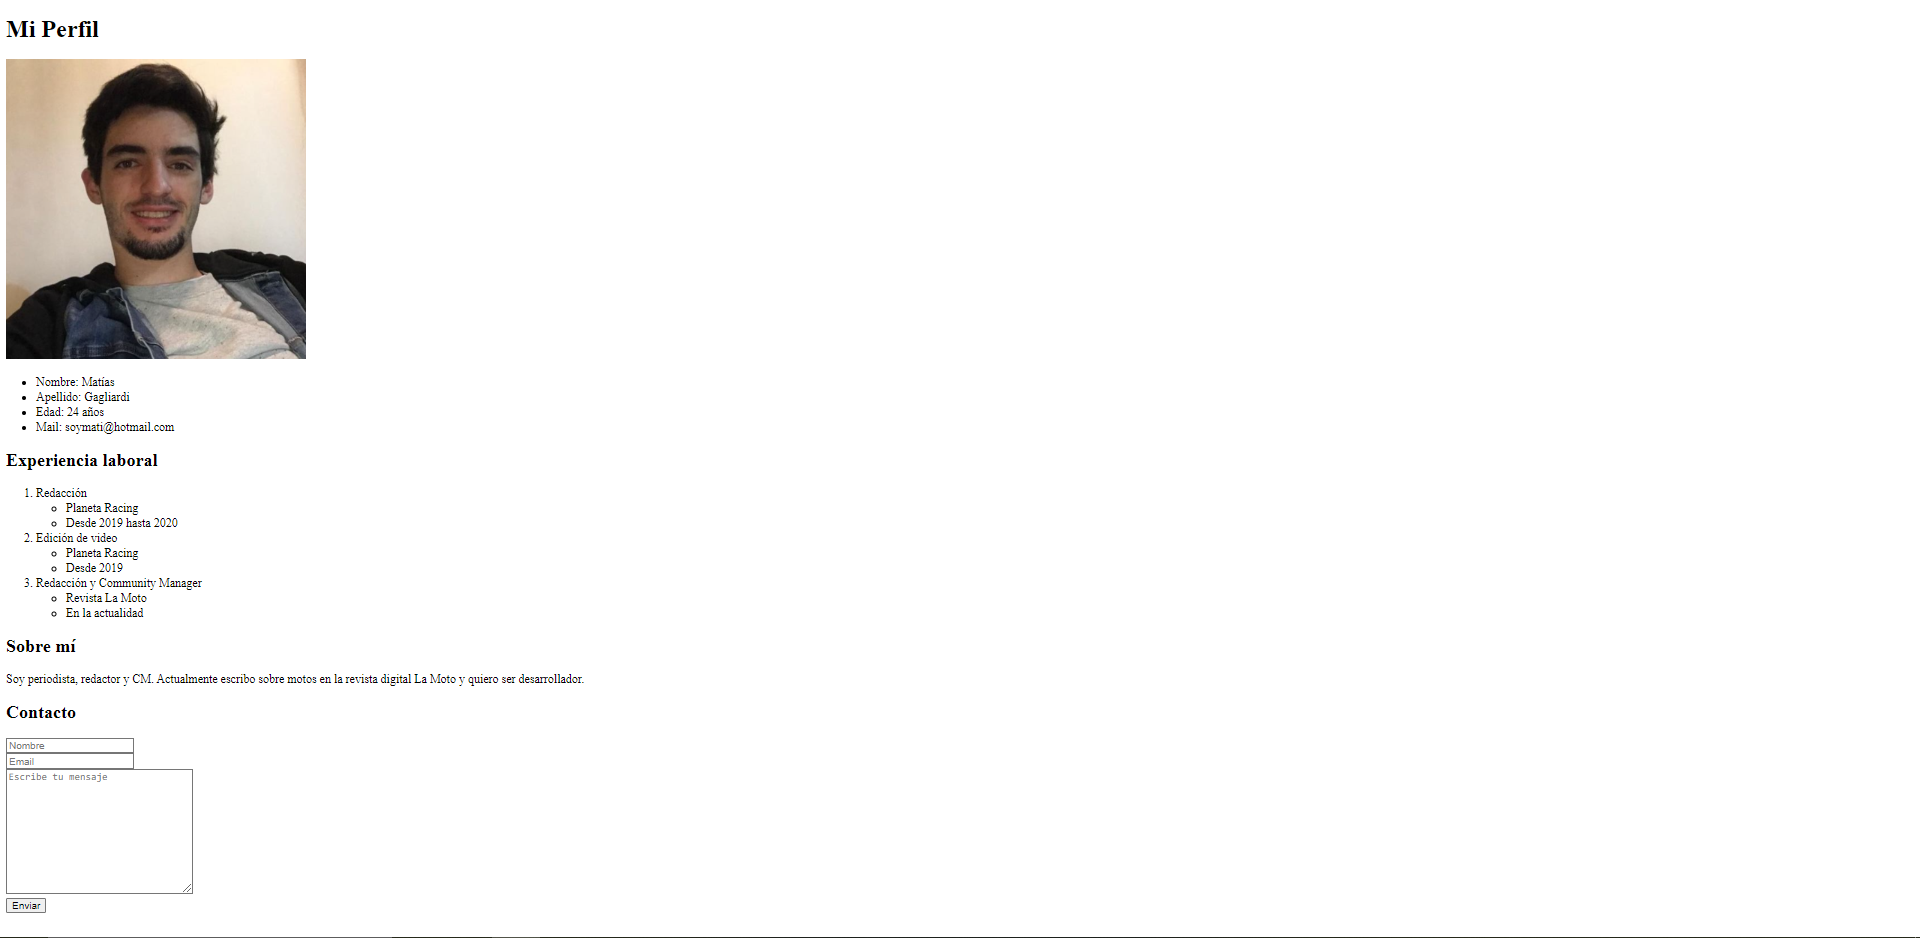 Mi Perfil
Nombre: Matías
Apellido: Gagliardi
Edad: 24 años
Mail: soymati@hotmail.com
Experiencia laboral
1. Redacción
Planeta Racing
Desde 2019 hasta 2020
2. Edición de video
Planeta Racing
Desde 2019
3. Redacción y Community Manager
Revista La Moto
En la actualidad
Sobre mí
Soy periodista, redactor y CM. Actualmente escribo sobre motos en la revista digital La Moto y quiero ser desarrollador.
Contacto
Nombre
Email
Escribe tu mensaje
Enviar